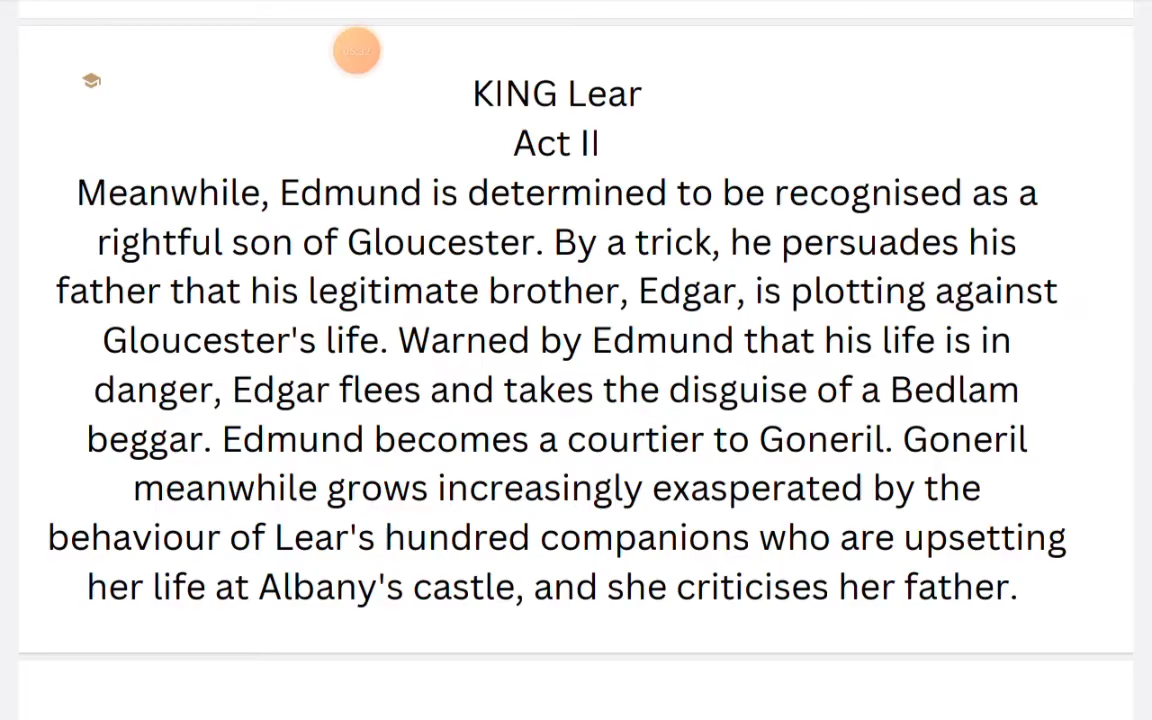 KING Lear
Act II
Meanwhile, Edmund is determined to be recognised as a
rightful son of Gloucester. By a trick, he persuades his
father that his legitimate brother, Edgar, is plotting against
Gloucester's life. Warned by Edmund that his life is in
danger, Edgar flees and takes the disguise of a Bedlam
beggar. Edmund becomes a courtier to Goneril. Goneril
meanwhile grows increasingly exasperated by the
behaviour of Lear's hundred companions who are upsetting
her life at Albany's castle, and she criticises her father.